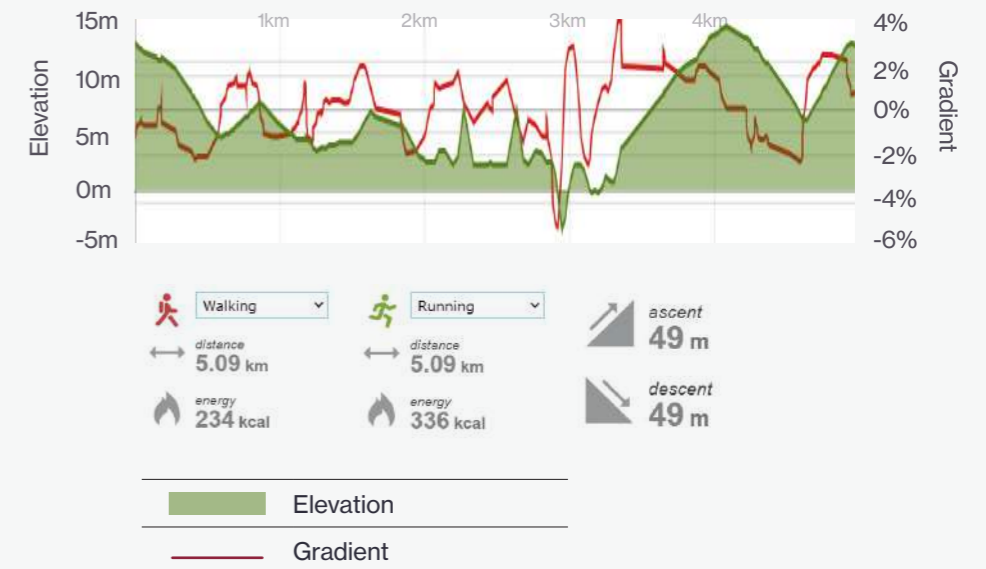 15m
1km
2km
3km
4km
4%
10m
2%
Elevation
0%
Gradient
5m
-2%
0m
-4%
-5m
-6%
Walking
Running
distance
5.09 km
distance
5.09 km
energy
234 kcal
energy
336 kcal
ascent
49 m
descent
49 m
Elevation
Gradient